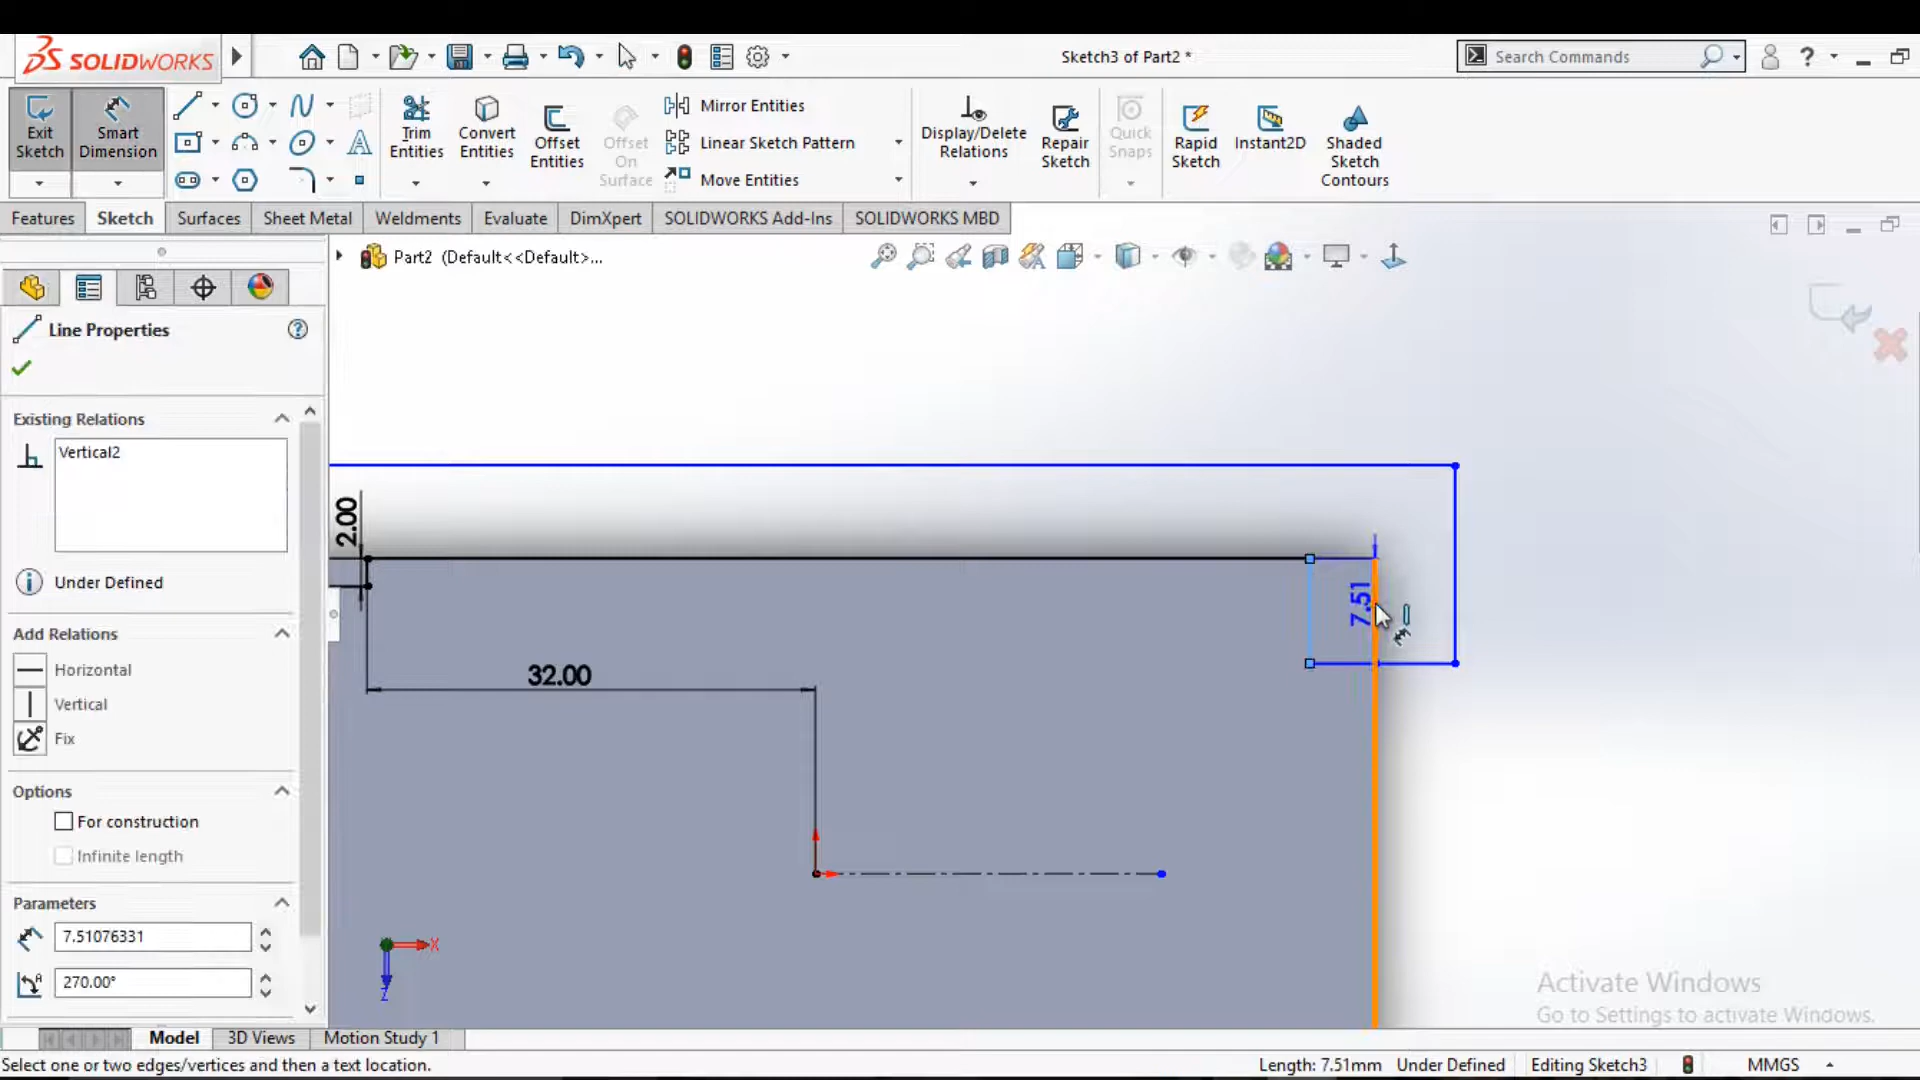 SOLIDWORKS
Sketch3 of Part2 *
Search Commands
?
Exit Sketch
Smart Dimension
Trim Entities
Convert Entities
Offset Entities
Offset On Surface
Mirror Entities
Linear Sketch Pattern
Move Entities
Display/Delete Relations
Repair Sketch
Quick Snaps
Rapid Sketch
Instant2D
Shaded Sketch Contours
Features
Sketch
Surfaces
Sheet Metal
Weldments
Evaluate
DimXpert
SOLIDWORKS Add-Ins
SOLIDWORKS MBD
Part2 (Default<<Default>...
Line Properties
?
Existing Relations
Vertical2
Under Defined
Add Relations
Horizontal
Vertical
Fix
Options
For construction
Infinite length
Parameters
7.51076331
270.00°
2.00
32.00
7.51
X
Z
Activate Windows
Go to Settings to activate Windows.
Model
3D Views
Motion Study 1
Select one or two edges/vertices and then a text location.
Length: 7.51mm
Under Defined
Editing Sketch3
MMGS